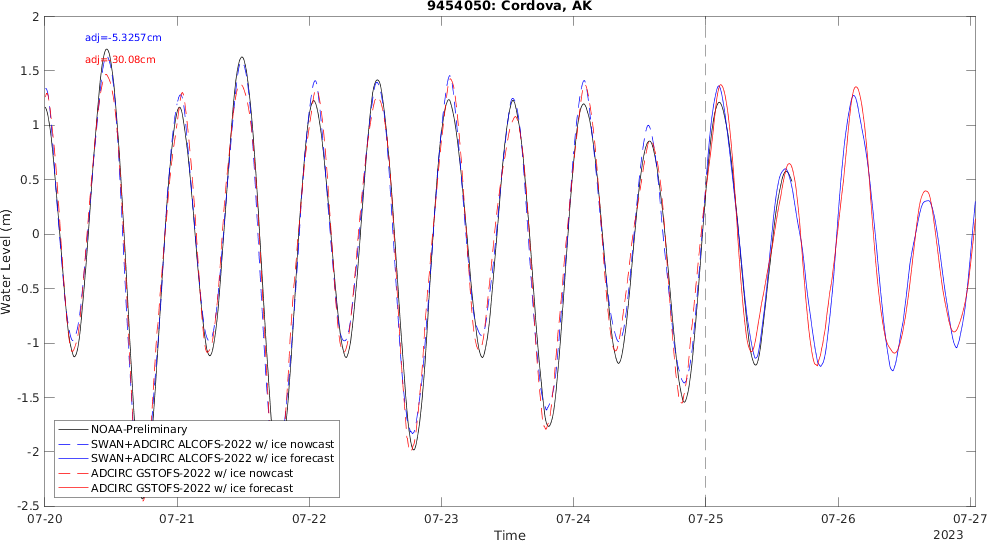 9454050: Cordova, AK
adj=-5.3257cm
adj=-30.08cm
2
1.5
1
0.5
0
-0.5
-1
-1.5
-2
-2.5
Water Level (m)
NOAA-Preliminary
SWAN+ADCIRC ALCOFS-2022 w/ ice nowcast
SWAN+ADCIRC ALCOFS-2022 w/ ice forecast
ADCIRC GSTOFS-2022 w/ ice nowcast
ADCIRC GSTOFS-2022 w/ ice forecast
07-20 07-21 07-22 07-23 07-24 07-25 07-26 07-27
Time
2023